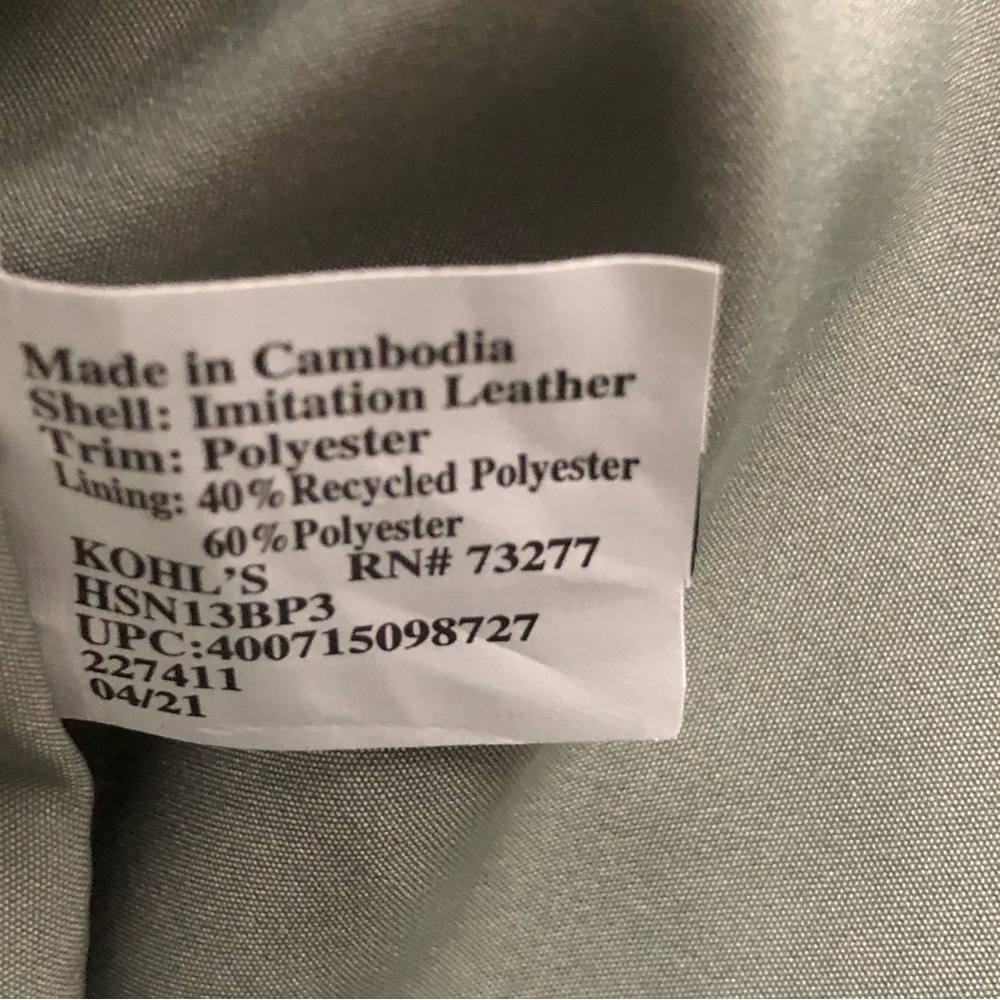 Made in Cambodia
Shell: Imitation Leather
Trim: Polyester
Lining: 40% Recycled Polyester
60% Polyester
KOHL'S RN# 73277
HSN13BP3
UPC:400715098727
227411
04/21